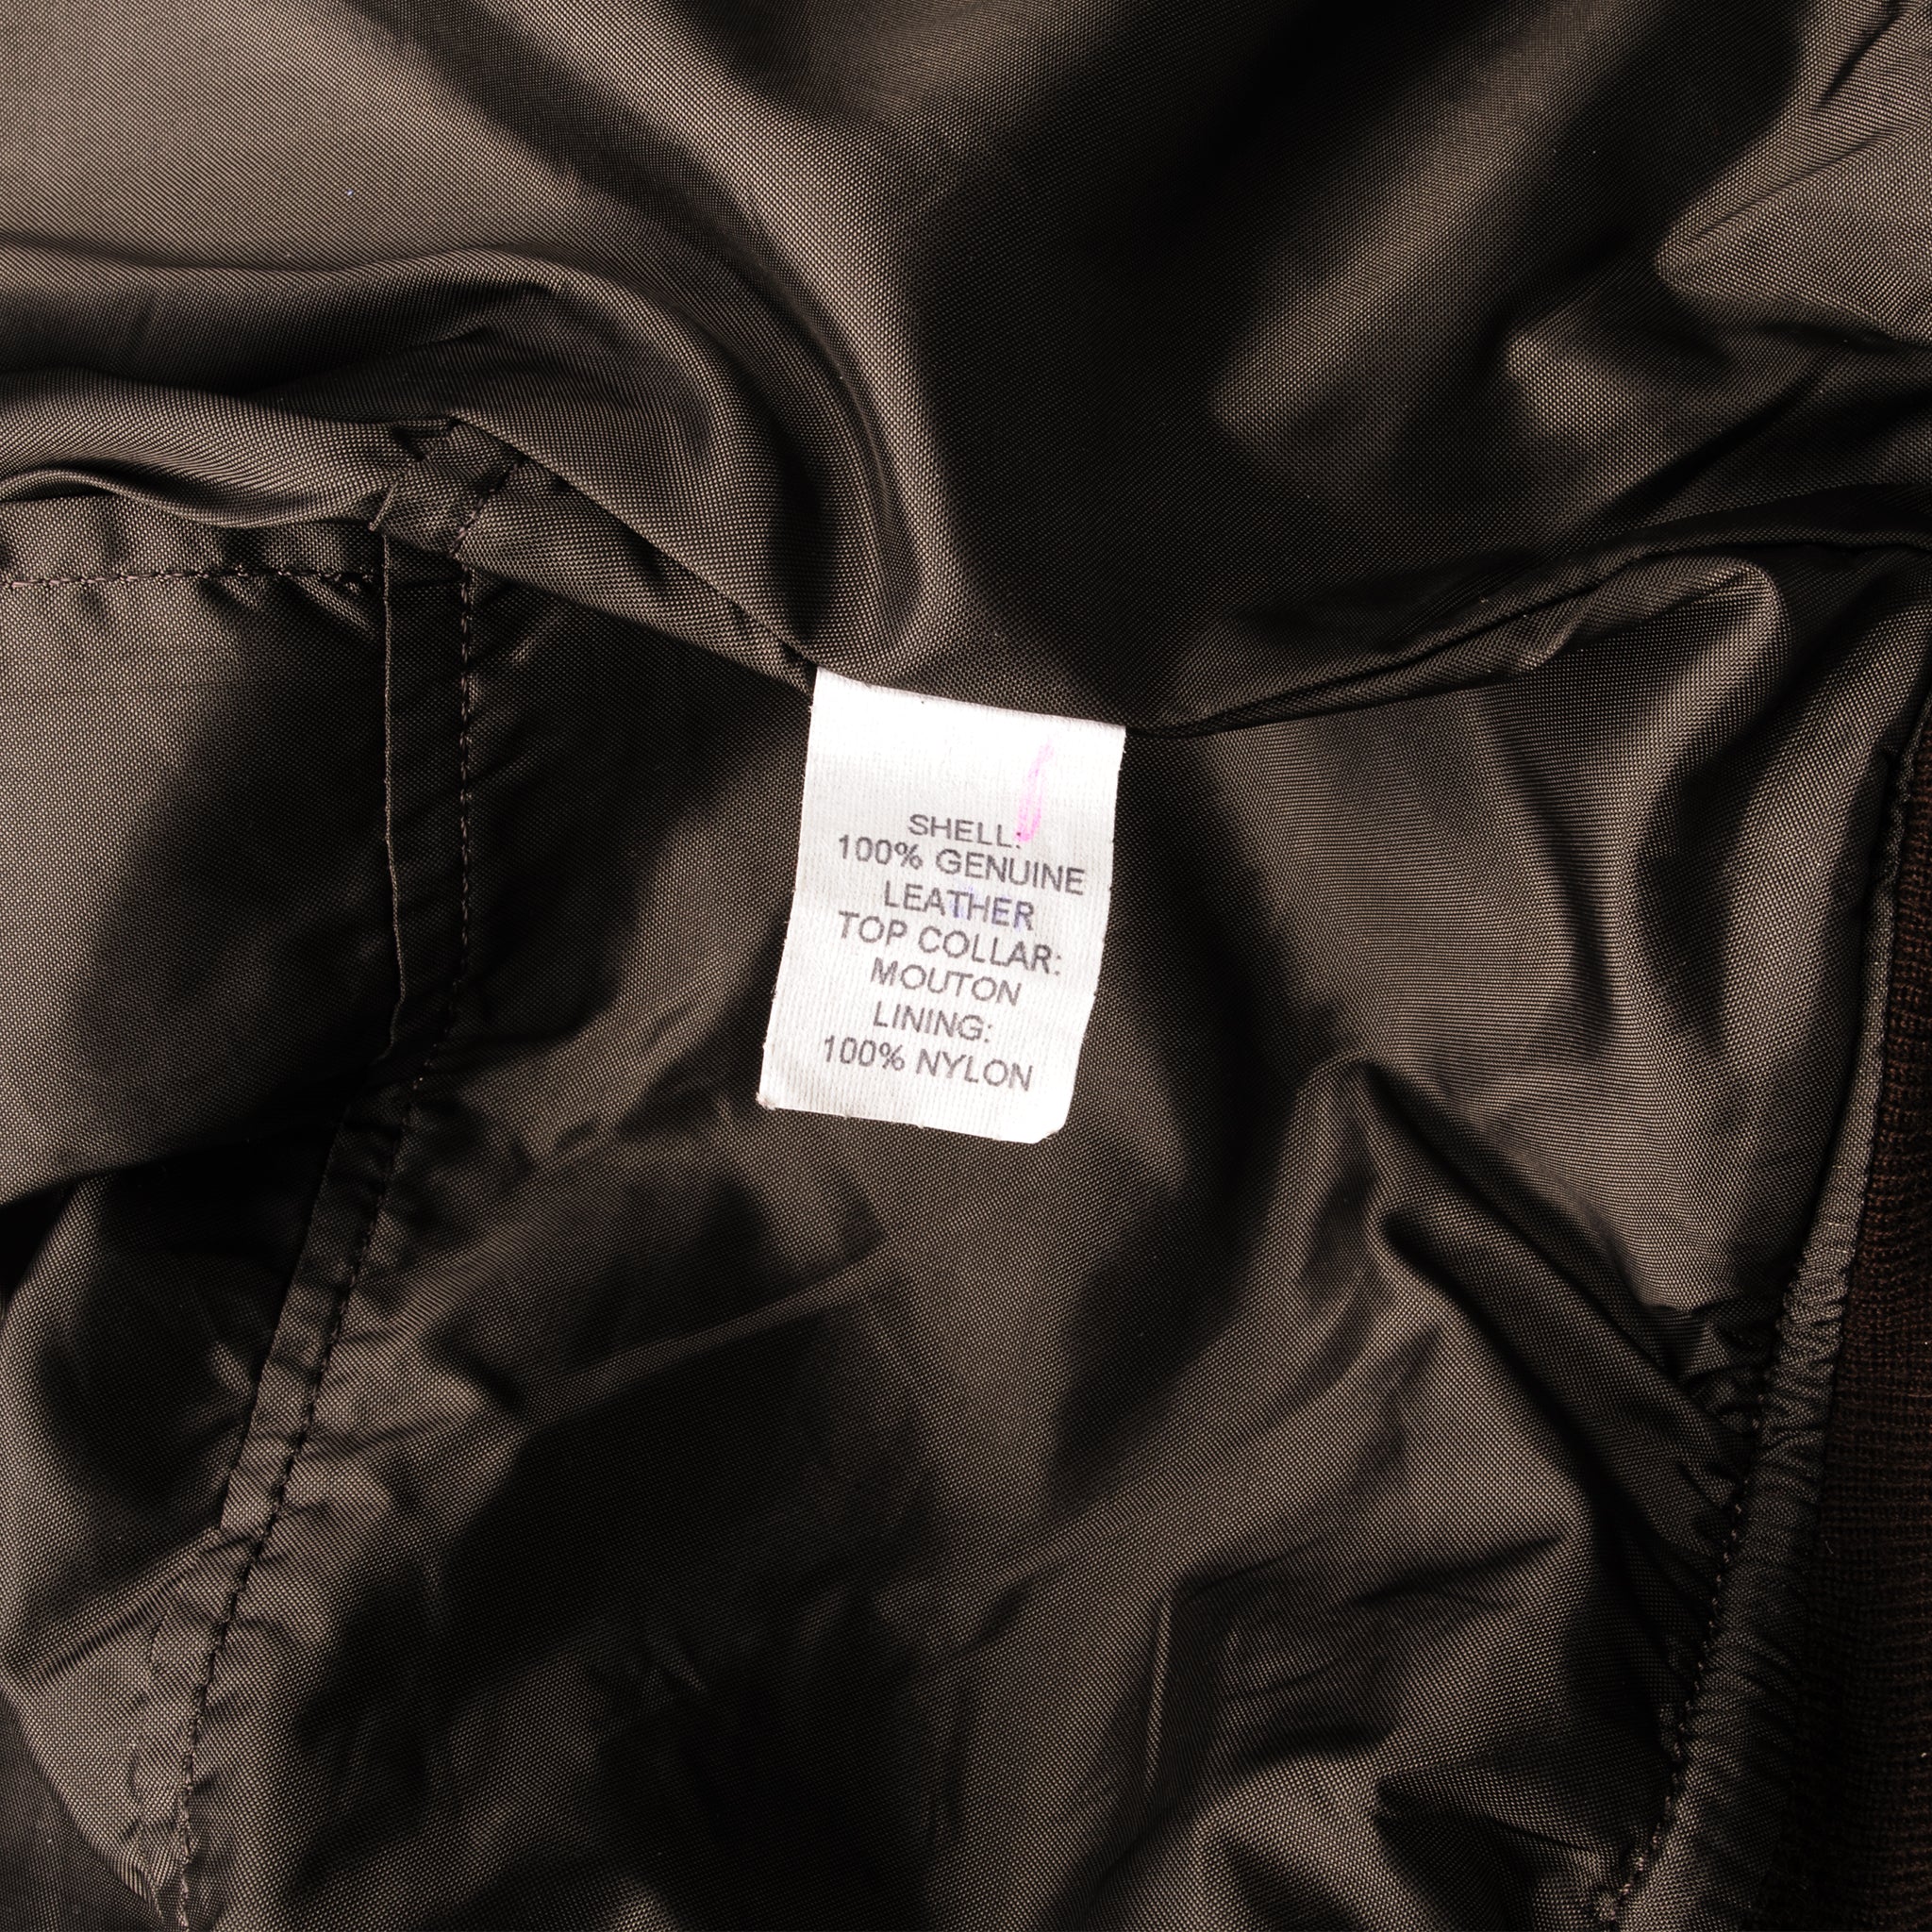 SHELL:
100% GENUINE
LEATHER
TOP COLLAR:
MOUTON
LINING:
100% NYLON